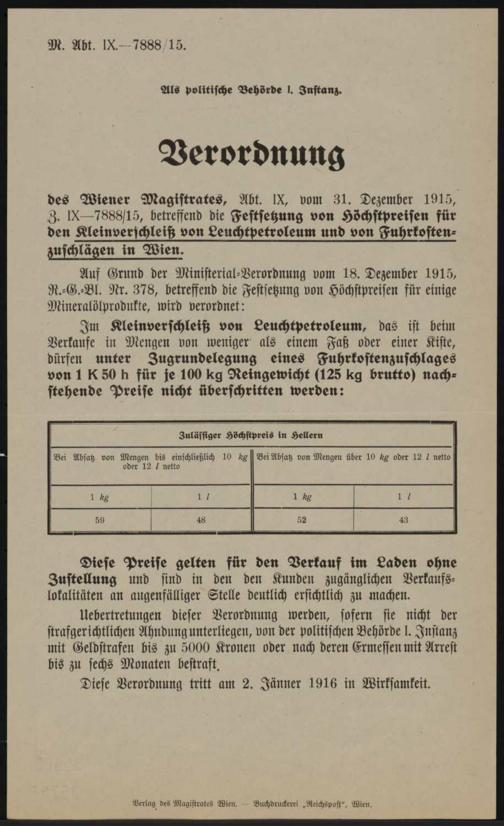 M. Abt. IX.—7888/15.
Als politische Behörde I. Instanz.
Verordnung
des Wiener Magistrates, Abt. IX, vom 31. Dezember 1915,
Z. IX—7888/15, betreffend die Festsetzung von Höchstpreisen für
den Kleinverschleiß von Leuchtpetroleum und von Fuhrkosten-
zuschlägen in Wien.
Auf Grund der Ministerial-Verordnung vom 18. Dezember 1915,
R.-G.-Bl. Nr. 378, betreffend die Festsetzung von Höchstpreisen für einige
Mineralölprodukte, wird verordnet:
Im Kleinverschleiß von Leuchtpetroleum, das ist beim
Verkaufe in Mengen von weniger als einem Faß oder einer Kiste,
dürfen unter Zugrundelegung eines Fuhrkostenzuschlages
von 1 K 50 h für je 100 kg Reingewicht (125 kg brutto) nach-
stehende Preise nicht überschritten werden:
Zulässiger Höchstpreis in Hellern
Bei Absatz von Mengen bis einschließlich 10 kg
oder 12 l netto
Bei Absatz von Mengen über 10 kg oder 12 l netto
1 kg 1 l 1 kg 1 l
59 48 52 43
Diese Preise gelten für den Verkauf im Laden ohne
Zustellung und sind in den den Kunden zugänglichen Verkaufs-
lokalitäten an augenfälliger Stelle deutlich ersichtlich zu machen.
Uebertretungen dieser Verordnung werden, sofern sie nicht der
strafgerichtlichen Ahndung unterliegen, von der politischen Behörde I. Instanz
mit Geldstrafen bis zu 5000 Kronen oder nach deren Ermessen mit Arrest
bis zu sechs Monaten bestraft.
Diese Verordnung tritt am 2. Jänner 1916 in Wirksamkeit.
Verlag des Magistrates Wien. — Buchdruckerei „Reichspost", Wien.